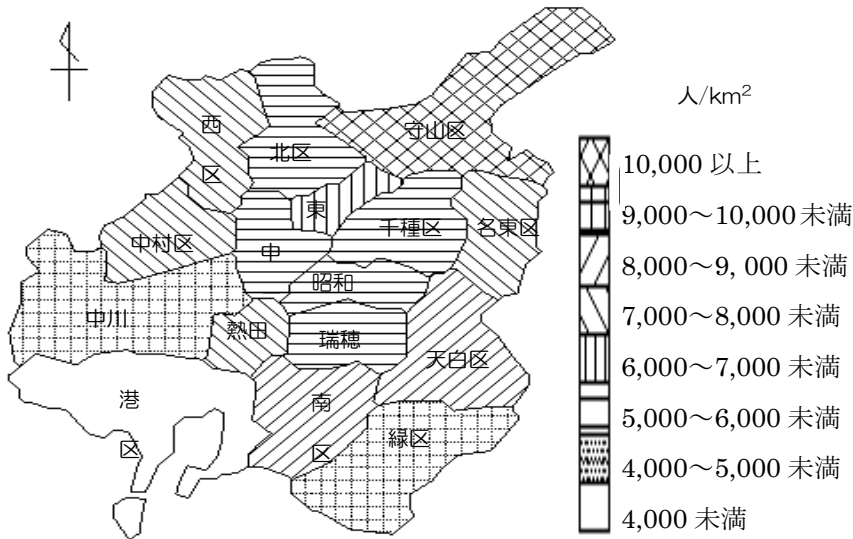 人/km²
西
区
北区
守山区
東
千種区
名東区
中村区
中
昭和
中川
熱田
瑞穂
天白区
港
区
南
区
緑区
10,000 以上
9,000～10,000 未満
8,000～9, 000 未満
7,000～8,000 未満
6,000～7,000 未満
5,000～6,000 未満
4,000～5,000 未満
4,000 未満